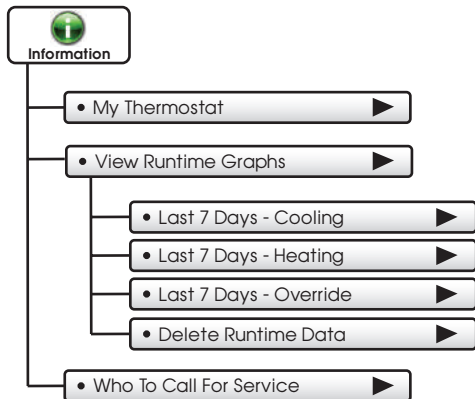 Information
• My Thermostat
• View Runtime Graphs
• Last 7 Days - Cooling
• Last 7 Days - Heating
• Last 7 Days - Override
• Delete Runtime Data
• Who To Call For Service